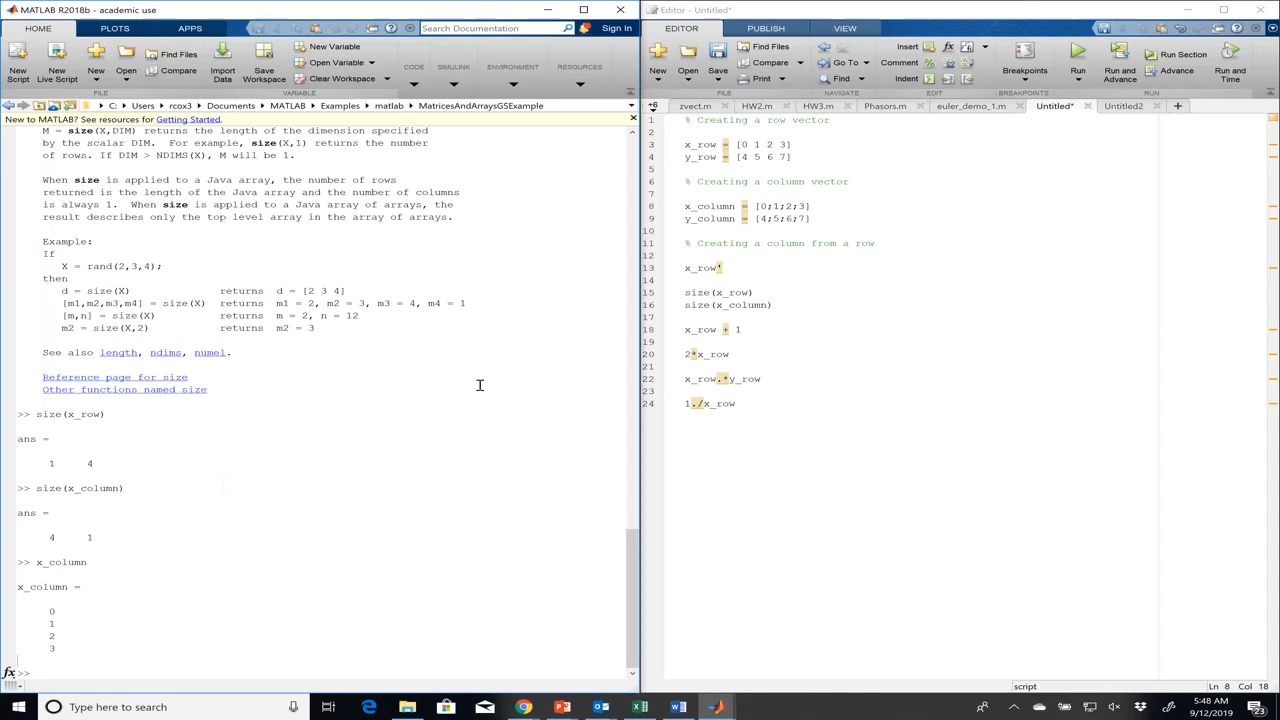 MATLAB R2018b - academic use
HOME PLOTS APPS Search Documentation Sign In
New Script New Live Script New Open Find Files Compare Import Data Save Workspace New Variable Open Variable Clear Workspace CODE SIMULINK ENVIRONMENT RESOURCES
FILE VARIABLE
C: Users rcox3 Documents MATLAB Examples matlab MatricesAndArraysGSExample
New to MATLAB? See resources for Getting Started.
M = size(X,DIM) returns the length of the dimension specified
by the scalar DIM. For example, size(X,1) returns the number
of rows. If DIM > NDIMS(X), M will be 1.
When size is applied to a Java array, the number of rows
returned is the length of the Java array and the number of columns
is always 1. When size is applied to a Java array of arrays, the
result describes only the top level array in the array of arrays.
Example:
If
X = rand(2,3,4);
then
d = size(X) returns d = [2 3 4]
[m1,m2,m3,m4] = size(X) returns m1 = 2, m2 = 3, m3 = 4, m4 = 1
[m,n] = size(X) returns m = 2, n = 12
m2 = size(X,2) returns m2 = 3
See also length, ndims, numel.
Reference page for size
Other functions named size
>> size(x_row)
ans =
1 4
>> size(x_column)
ans =
4 1
>> x_column
x_column =
0
1
2
3
fx >>
Editor - Untitled*
EDITOR PUBLISH VIEW
New Open Save Find Files Compare Print Go To Find Insert Comment Indent Breakpoints Run Run and Advance Run Section Advance Run and Time
FILE NAVIGATE EDIT BREAKPOINTS RUN
+6 zvect.m HW2.m HW3.m Phasors.m euler_demo_1.m Untitled* Untitled2
1 % Creating a row vector
2
3 x_row = [0 1 2 3]
4 y_row = [4 5 6 7]
5
6 % Creating a column vector
7
8 x_column = [0;1;2;3]
9 y_column = [4;5;6;7]
10
11 % Creating a column from a row
12
13 x_row'
14
15 size(x_row)
16 size(x_column)
17
18 x_row + 1
19
20 2*x_row
21
22 x_row.*y_row
23
24 1./x_row
script Ln 8 Col 18
Type here to search
5:48 AM
9/12/2019
23